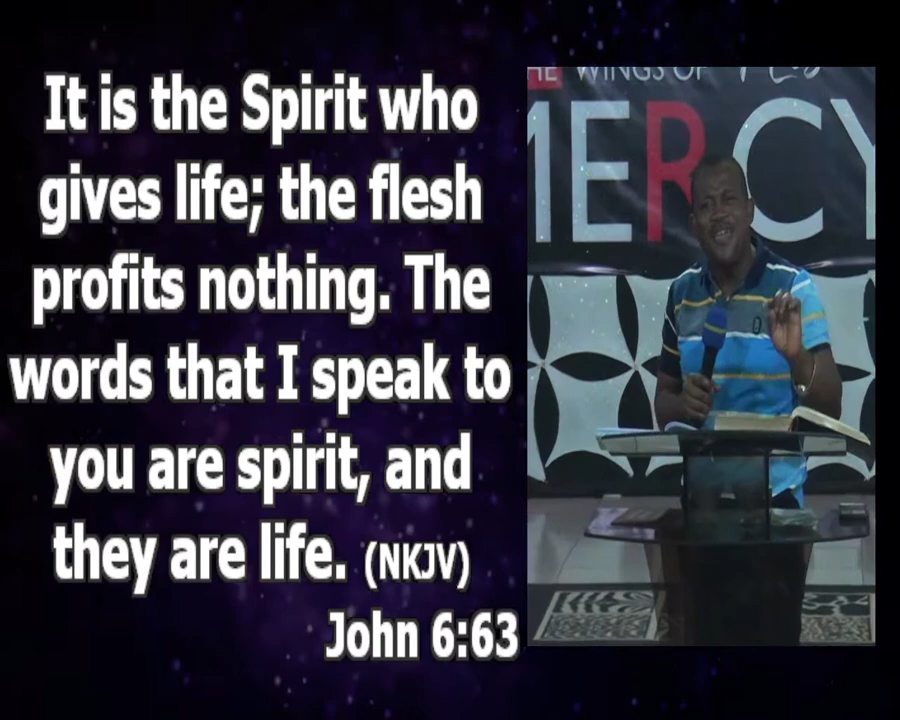 It is the Spirit who
gives life; the flesh
profits nothing. The
words that I speak to
you are spirit, and
they are life. (NKJV)
John 6:63
HE WINGS OF
MERCY